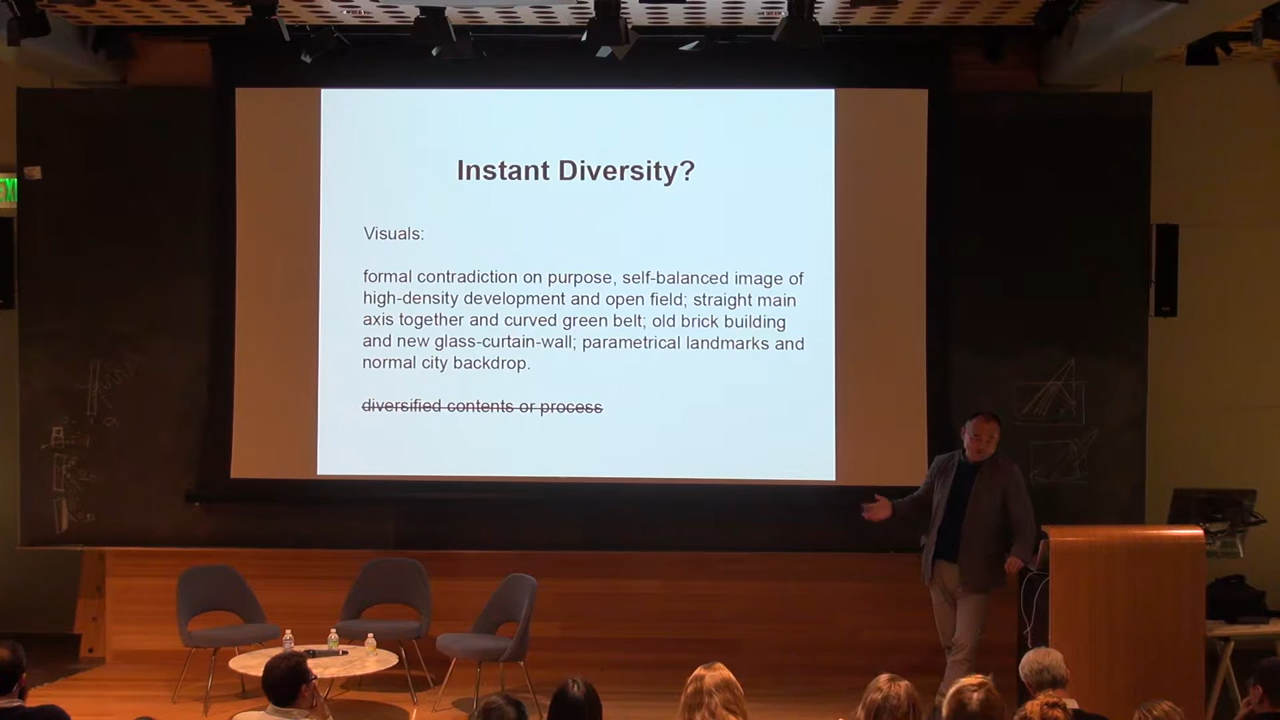 Instant Diversity?
Visuals:
formal contradiction on purpose, self-balanced image of
high-density development and open field; straight main
axis together and curved green belt; old brick building
and new glass-curtain-wall; parametrical landmarks and
normal city backdrop.
diversified contents or process